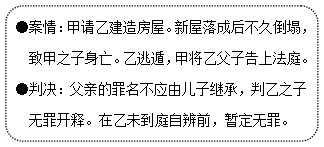 ●案情：甲请乙建造房屋。新屋落成后不久倒塌，
致甲之子身亡。乙逃遁，甲将乙父子告上法庭。
●判决：父亲的罪名不应由儿子继承，判乙之子
无罪开释。在乙未到庭自辨前，暂定无罪。